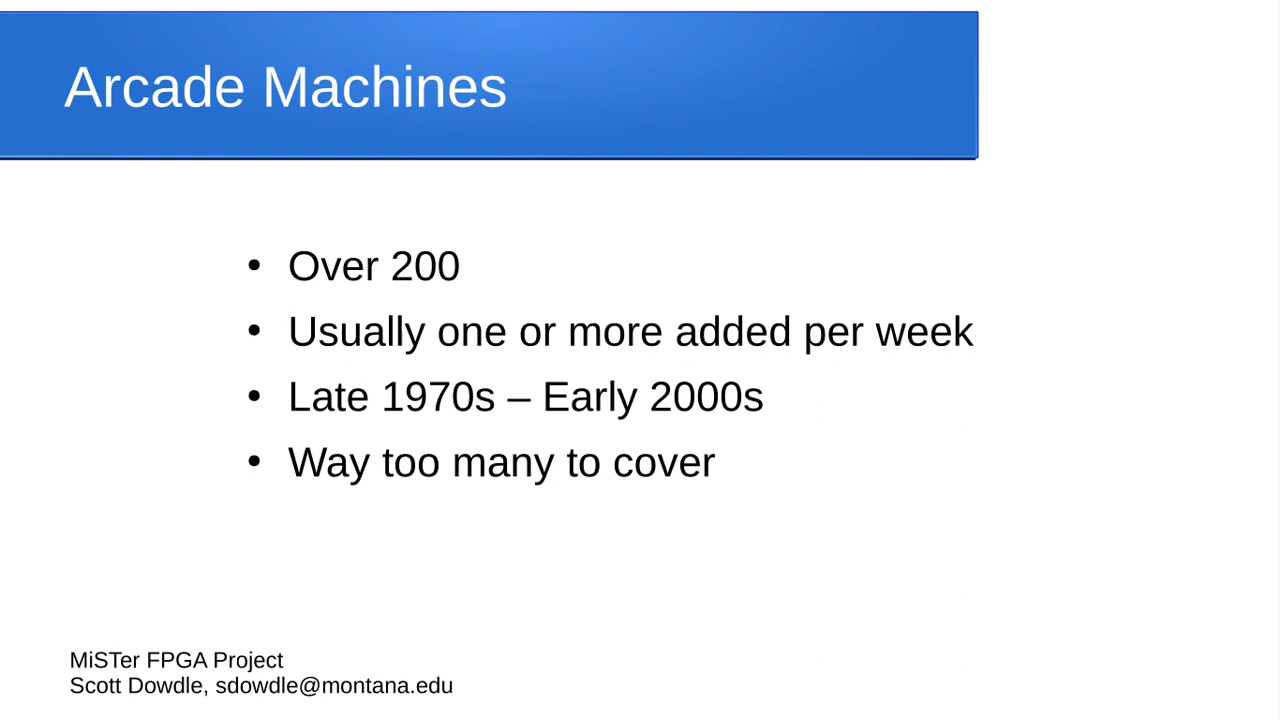 Arcade Machines
• Over 200
• Usually one or more added per week
• Late 1970s – Early 2000s
• Way too many to cover
MiSTer FPGA Project
Scott Dowdle, sdowdle@montana.edu